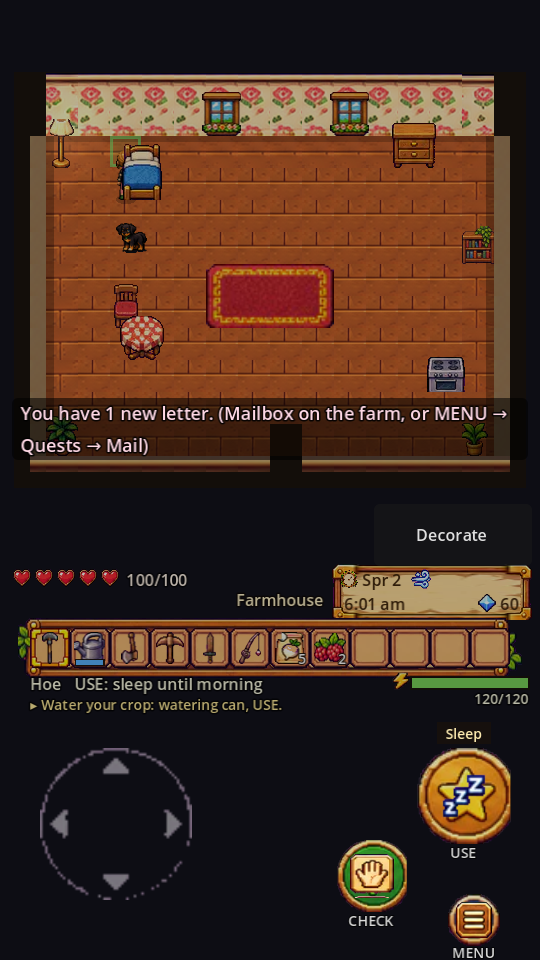 You have 1 new letter. (Mailbox on the farm, or MENU →
Quests → Mail)
Decorate
100/100
Spr 2
Farmhouse
6:01 am
60
5
2
Hoe USE: sleep until morning
120/120
▸ Water your crop: watering can, USE.
Sleep
zzz
USE
CHECK
MENU